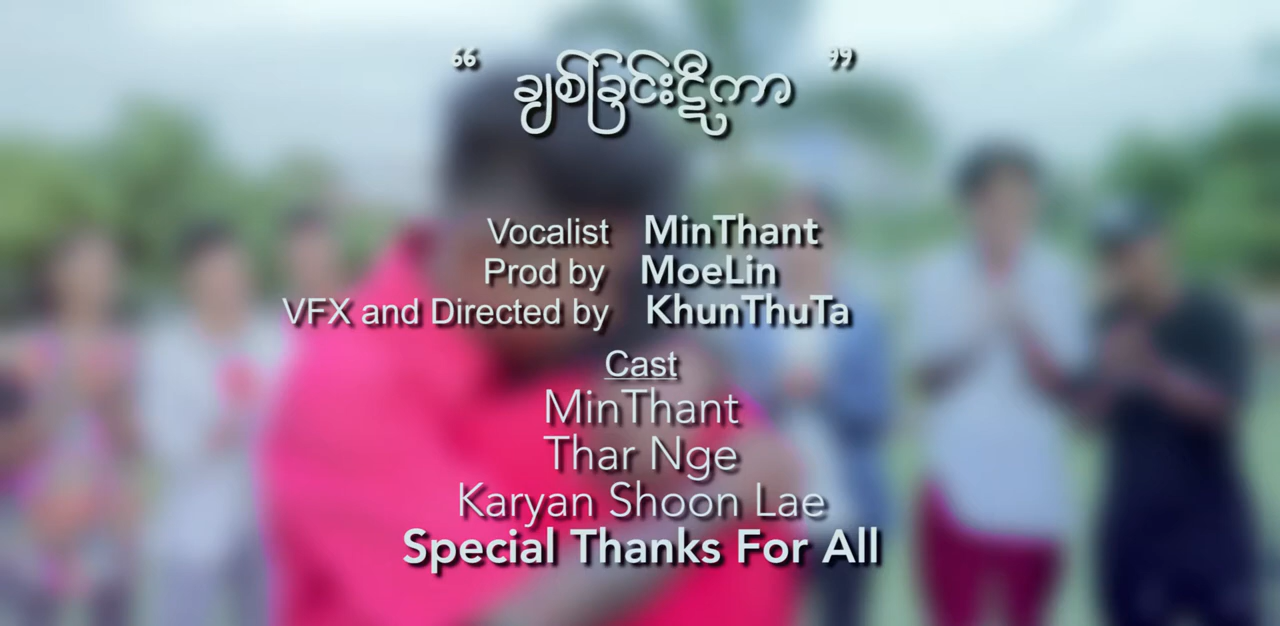 “ ချစ်ခြင်းဋီကာ ”
Vocalist MinThant
Prod by MoeLin
VFX and Directed by KhunThuTa
Cast
MinThant
Thar Nge
Karyan Shoon Lae
Special Thanks For All